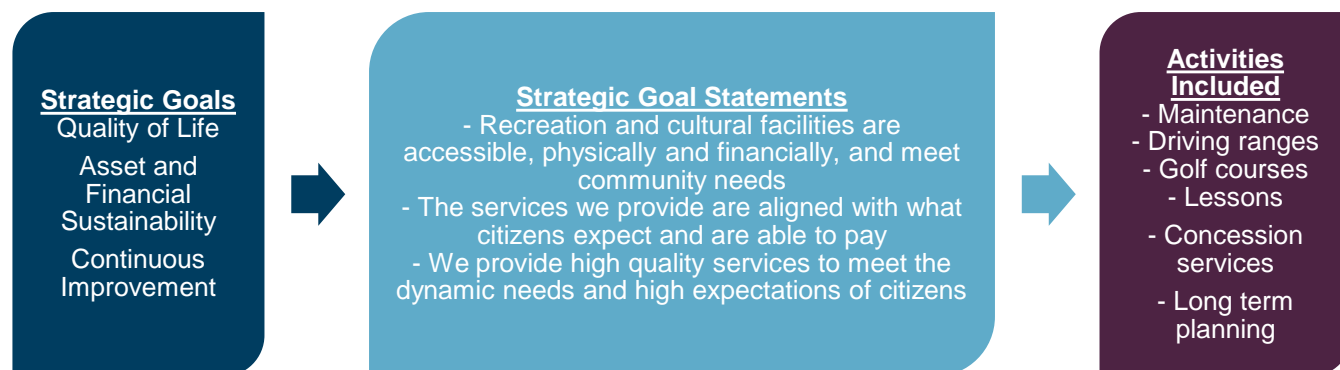 Strategic Goals
Quality of Life
Asset and
Financial
Sustainability
Continuous
Improvement
Strategic Goal Statements
- Recreation and cultural facilities are
accessible, physically and financially, and meet
community needs
- The services we provide are aligned with what
citizens expect and are able to pay
- We provide high quality services to meet the
dynamic needs and high expectations of citizens
Activities
Included
- Maintenance
- Driving ranges
- Golf courses
- Lessons
- Concession
services
- Long term
planning